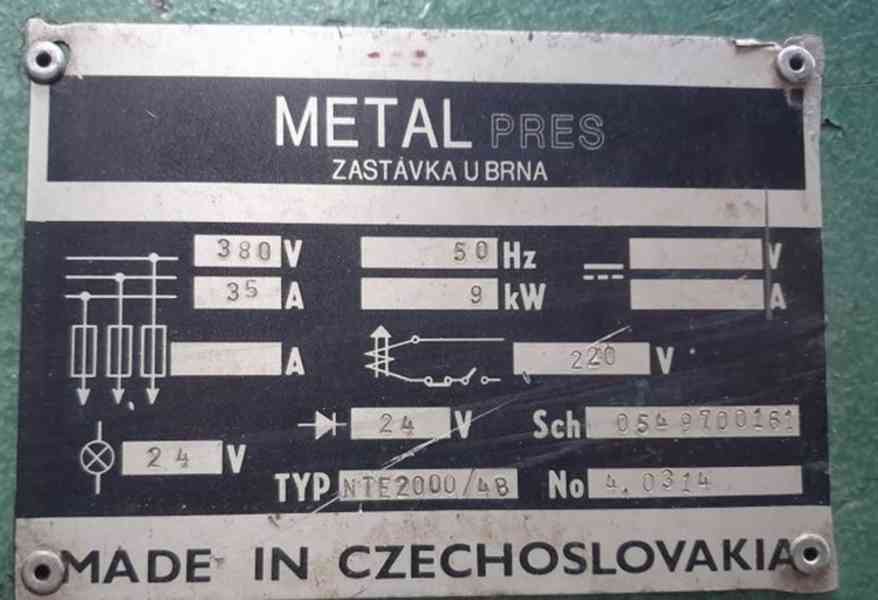 METAL PRES
ZASTÁVKA U BRNA
380 V 50 Hz V
35 A 9 kW A
A 220 V
24 V 24 V Sch 0549700161
TYP NTE2000/4B No 4.0314
MADE IN CZECHOSLOVAKIA